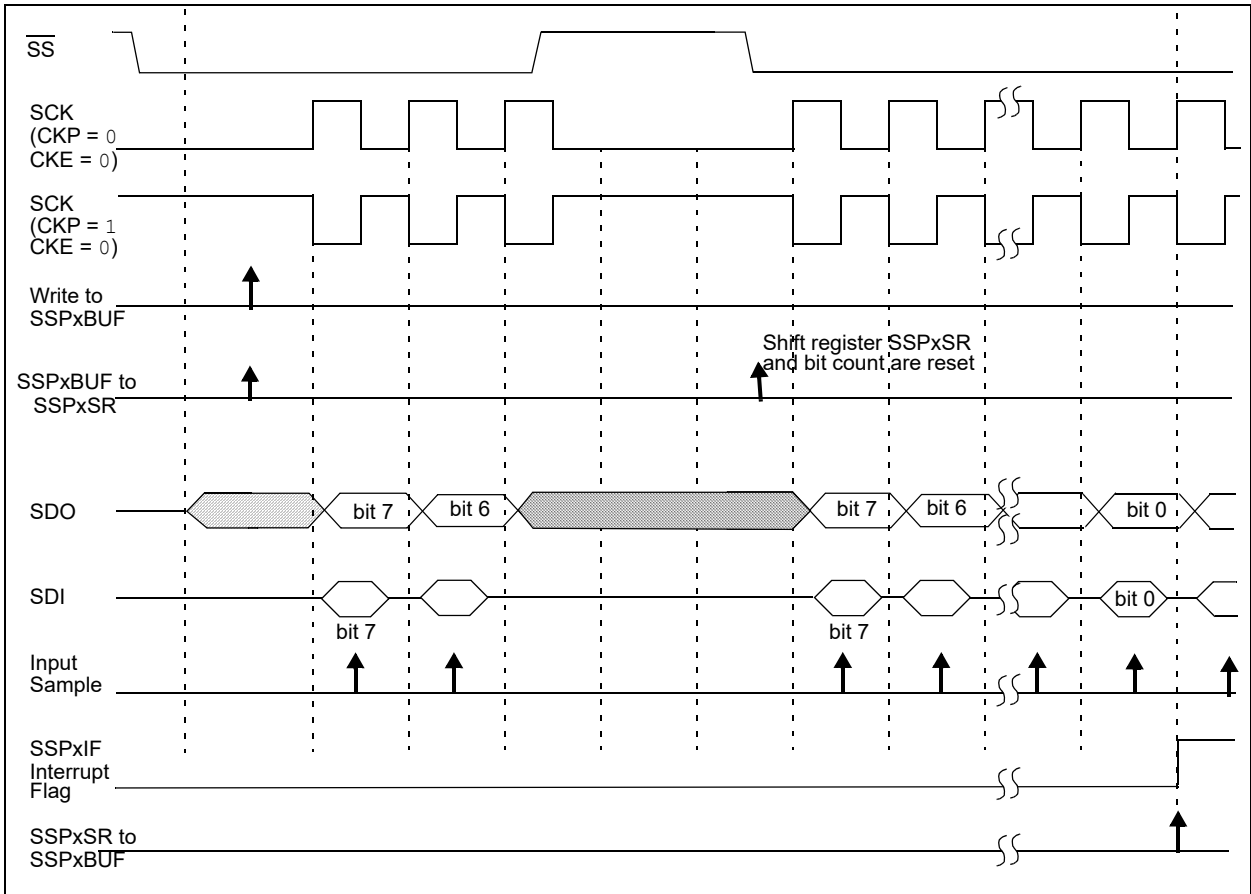 SS
SCK
(CKP = 0
CKE = 0)
SCK
(CKP = 1
CKE = 0)
Write to
SSPxBUF
Shift register SSPxSR
and bit count are reset
SSPxBUF to
SSPxSR
SDO
bit 7
bit 6
bit 7
bit 6
bit 0
SDI
bit 0
bit 7
bit 7
Input
Sample
SSPxIF
Interrupt
Flag
SSPxSR to
SSPxBUF